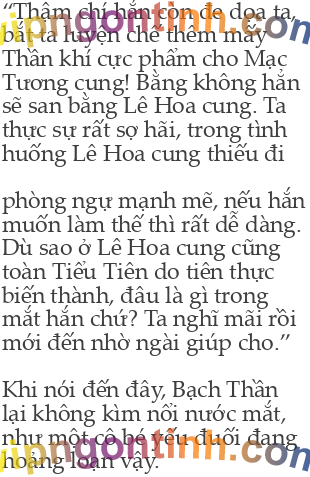 “Thậm chí hắn còn đe dọa ta,
bắt ta luyện chế thêm mấy
Thần khí cực phẩm cho Mạc
Tương cung! Bằng không hắn
sẽ san bằng Lê Hoa cung. Ta
thực sự rất sợ hãi, trong tình
huống Lê Hoa cung thiếu đi
phòng ngự mạnh mẽ, nếu hắn
muốn làm thế thì rất dễ dàng.
Dù sao ở Lê Hoa cung cũng
toàn Tiểu Tiên do tiên thực
biến thành, đâu là gì trong
mắt hắn chứ? Ta nghĩ mãi rồi
mới đến nhờ ngài giúp cho.”
Khi nói đến đây, Bạch Thần
lại không kìm nổi nước mắt,
như một cô bé yếu đuối đang
hoảng loạn vậy.
vipngontinh.com
vipngontinh.com